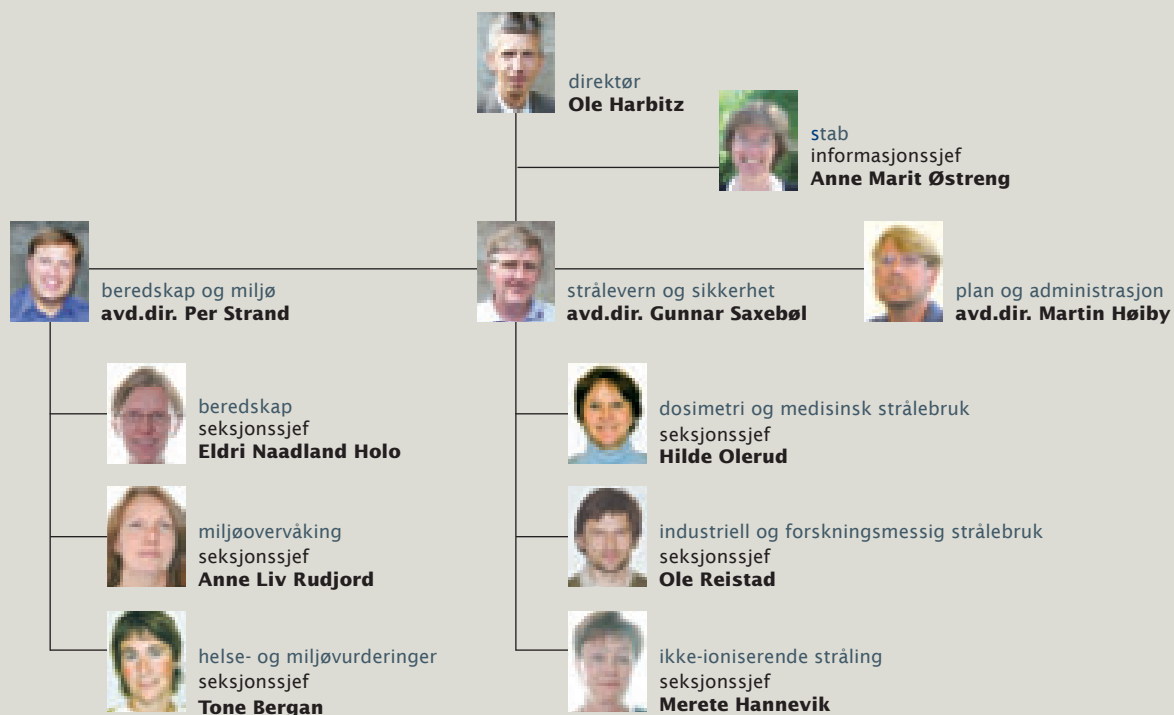 direktør
Ole Harbitz
stab
informasjonssjef
Anne Marit Østreng
beredskap og miljø
avd.dir. Per Strand
strålevern og sikkerhet
avd.dir. Gunnar Saxebøl
plan og administrasjon
avd.dir. Martin Høiby
beredskap
seksjonssjef
Eldri Naadland Holo
dosimetri og medisinsk strålebruk
seksjonssjef
Hilde Olerud
miljøovervåking
seksjonssjef
Anne Liv Rudjord
industriell og forskningsmessig strålebruk
seksjonssjef
Ole Reistad
helse- og miljøvurderinger
seksjonssjef
Tone Bergan
ikke-ioniserende stråling
seksjonssjef
Merete Hannevik